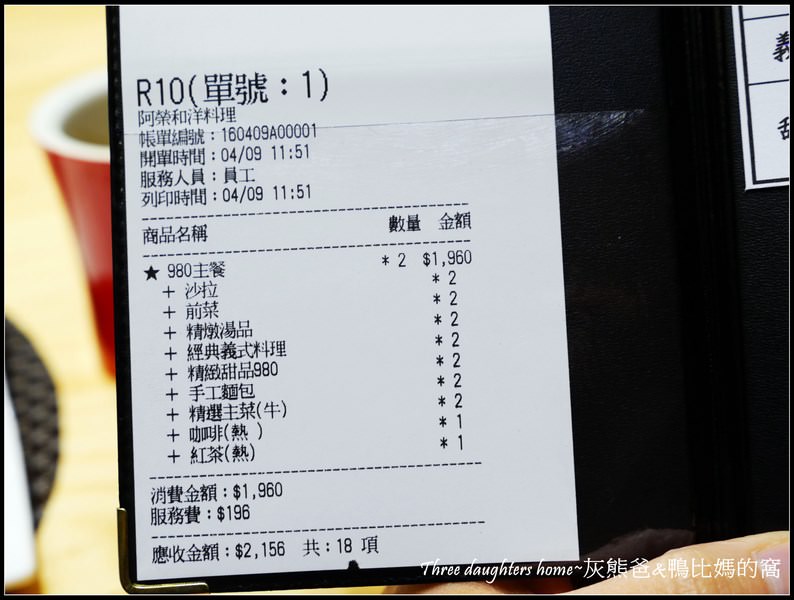 R10(單號：1)
阿榮和洋料理
帳單編號：160409A00001
開單時間：04/09 11:51
服務人員：員工
列印時間：04/09 11:51
商品名稱 數量 金額
★ 980主餐 * 2 $1,960
+ 沙拉 * 2
+ 前菜 * 2
+ 精燉湯品 * 2
+ 經典義式料理 * 2
+ 精緻甜品980 * 2
+ 手工麵包 * 2
+ 精選主菜(牛) * 2
+ 咖啡(熱 ) * 1
+ 紅茶(熱) * 1
消費金額：$1,960
服務費：$196
應收金額：$2,156 共：18 項
Three daughters home~灰熊爸&鴨比媽的窩